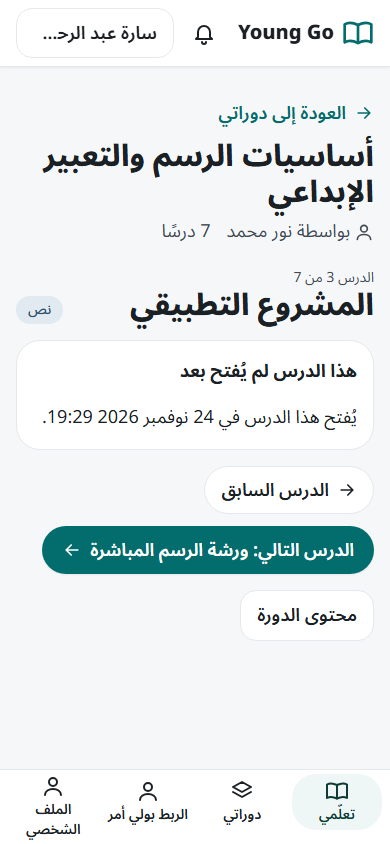 Young Go
سارة عبد الرحـ...
العودة إلى دوراتي
أساسيات الرسم والتعبير
الإبداعي
بواسطة نور محمد
7 درسًا
الدرس 3 من 7
المشروع التطبيقي
نص
هذا الدرس لم يُفتح بعد
يُفتح هذا الدرس في 24 نوفمبر 2026 19:29.
الدرس السابق
الدرس التالي: ورشة الرسم المباشرة
محتوى الدورة
تعلّمي
دوراتي
الربط بولي أمر
الملف
الشخصي